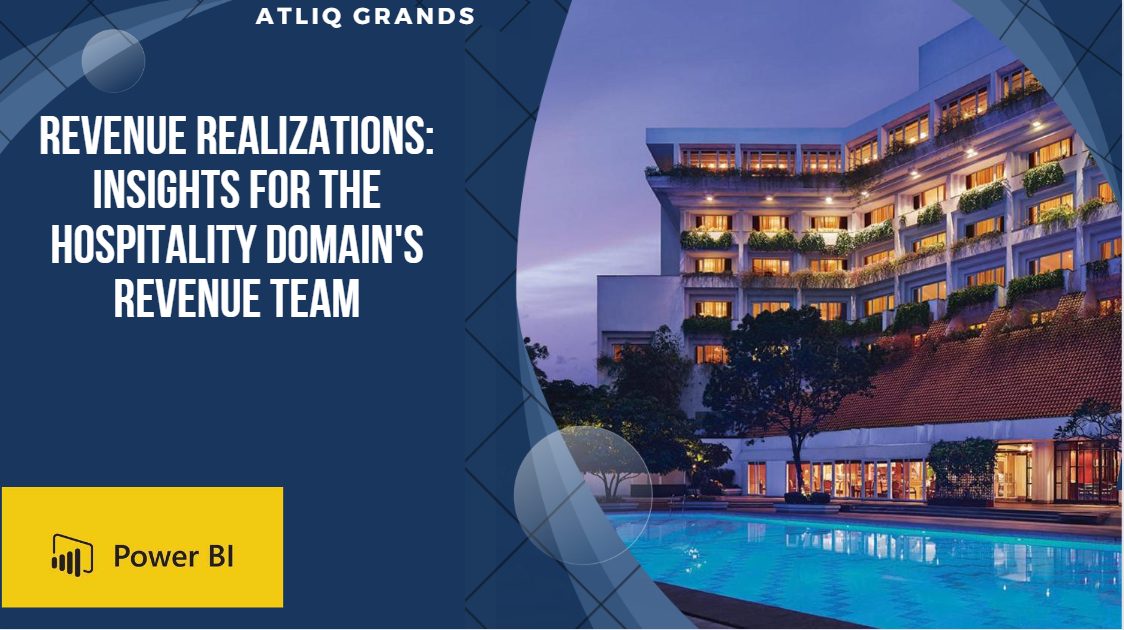 ATLIQ GRANDS
REVENUE REALIZATIONS:
INSIGHTS FOR THE
HOSPITALITY DOMAIN'S
REVENUE TEAM
Power BI